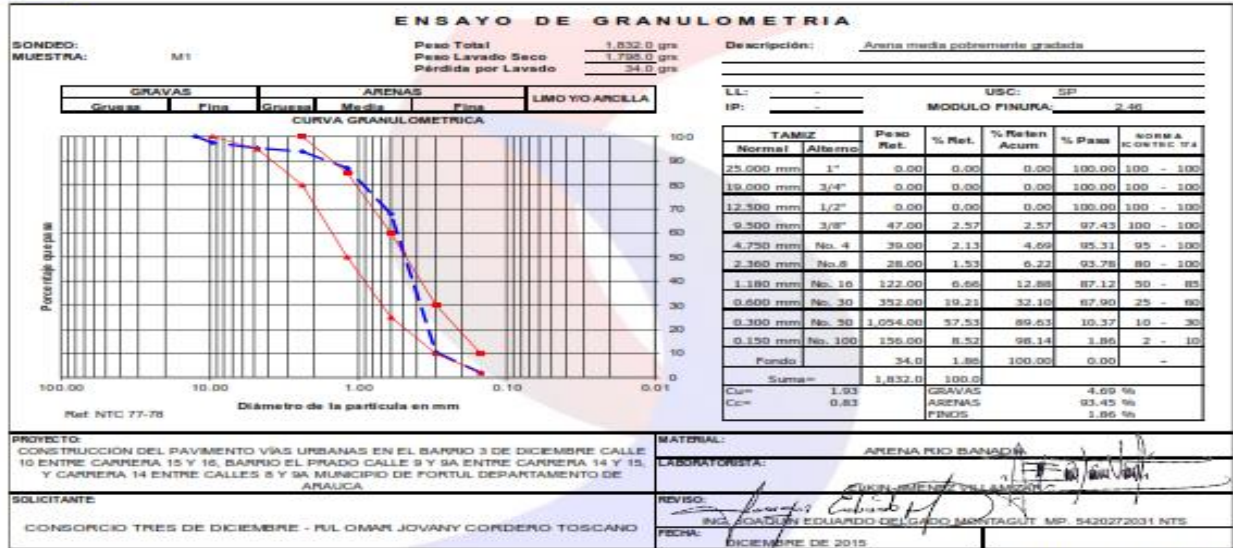 ENSAYO DE GRANULOMETRIA
SONDEO:
MUESTRA: M1
Peso Total 1,832.0 grs
Peso Lavado Seco 1,798.0 grs
Pérdida por Lavado 34.0 grs
Descripción: Arena media pobremente gradada
LL: - USC: SP
IP: - MODULO FINURA: 2.46
GRAVAS ARENAS LIMO Y/O ARCILLA
Gruesa Fina Gruesa Media Fina
CURVA GRANULOMETRICA
100
90
80
70
60
50
40
30
20
10
0
Porcentaje que pasa
100.00 10.00 1.00 0.10 0.01
Diámetro de la partícula en mm
Ref: NTC 77-78
TAMIZ Peso Ret. % Ret. % Reten Acum % Pasa NORMA
Normal Alterno
25.000 mm 1" 0.00 0.00 0.00 100.00 100 - 100
19.000 mm 3/4" 0.00 0.00 0.00 100.00 100 - 100
12.500 mm 1/2" 0.00 0.00 0.00 100.00 100 - 100
9.500 mm 3/8" 47.00 2.57 2.57 97.43 100 - 100
4.750 mm No. 4 39.00 2.13 4.69 95.31 95 - 100
2.360 mm No.8 28.00 1.53 6.22 93.78 80 - 100
1.180 mm No. 16 122.00 6.66 12.88 87.12 50 - 85
0.600 mm No. 30 352.00 19.21 32.10 67.90 25 - 60
0.300 mm No. 50 1,054.00 57.53 89.63 10.37 10 - 30
0.150 mm No. 100 156.00 8.52 98.14 1.86 2 - 10
Fondo 34.0 1.86 100.00 0.00 -
Suma= 1,832.0 100.0
Cu= 1.93 GRAVAS 4.69 %
Cc= 0.83 ARENAS 93.45 %
FINOS 1.86 %
PROYECTO:
CONSTRUCCIÓN DEL PAVIMENTO VÍAS URBANAS EN EL BARRIO 3 DE DICIEMBRE CALLE
10 ENTRE CARRERA 15 Y 16, BARRIO EL PRADO CALLE 9 Y 9A ENTRE CARRERA 14 Y 15,
Y CARRERA 14 ENTRE CALLES 8 Y 9A MUNICIPIO DE FORTUL DEPARTAMENTO DE
ARAUCA
SOLICITANTE:
CONSORCIO TRES DE DICIEMBRE - R/L OMAR JOVANY CORDERO TOSCANO
MATERIAL: ARENA RIO BANADIA
LABORATORISTA:
JIMENEZ VILLAMIZAR
REVISO:
ING. JOAQUIN EDUARDO DELGADO MONTAGUT MP. 5420272031 NTS
FECHA: DICIEMBRE DE 2015